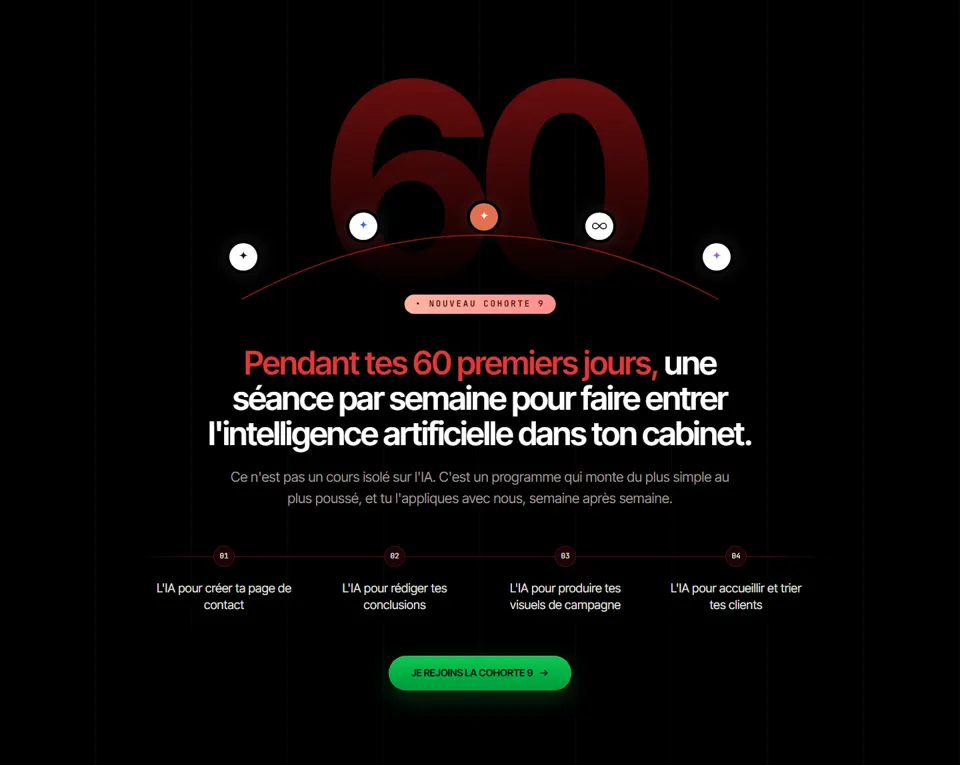 60
• NOUVEAU COHORTE 9
Pendant tes 60 premiers jours, une
séance par semaine pour faire entrer
l'intelligence artificielle dans ton cabinet.
Ce n'est pas un cours isolé sur l'IA. C'est un programme qui monte du plus simple au
plus poussé, et tu l'appliques avec nous, semaine après semaine.
01
L'IA pour créer ta page de
contact
02
L'IA pour rédiger tes
conclusions
03
L'IA pour produire tes
visuels de campagne
04
L'IA pour accueillir et trier
tes clients
JE REJOINS LA COHORTE 9 →